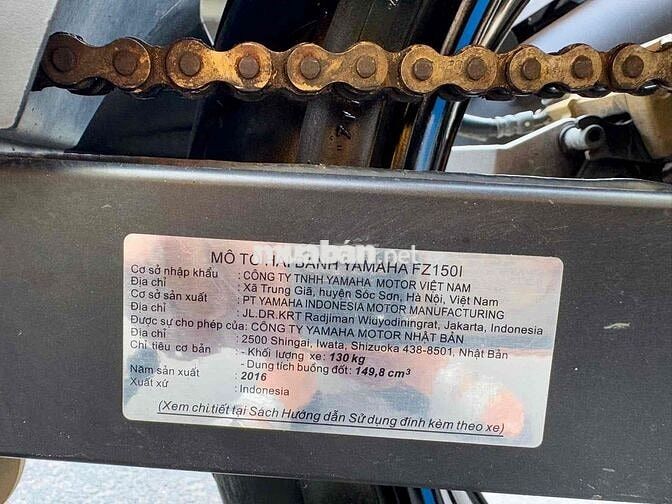 MÔ TÔ HAI BÁNH YAMAHA FZ150I
muaban.net
Cơ sở nhập khẩu : CÔNG TY TNHH YAMAHA MOTOR VIỆT NAM
Địa chỉ : Xã Trung Giã, huyện Sóc Sơn, Hà Nội, Việt Nam
Cơ sở sản xuất : PT YAMAHA INDONESIA MOTOR MANUFACTURING
Địa chỉ : JL.DR.KRT Radjiman Widyodiningrat, Jakarta, Indonesia
Được sự cho phép của: CÔNG TY YAMAHA MOTOR NHẬT BẢN
Địa chỉ : 2500 Shingai, Iwata, Shizuoka 438-8501, Nhật Bản
Chỉ tiêu cơ bản : - Khối lượng xe: 130 kg
- Dung tích buồng đốt: 149,8 cm³
Năm sản xuất : 2016
Xuất xứ : Indonesia
(Xem chi tiết tại Sách Hướng dẫn Sử dụng đính kèm theo xe)